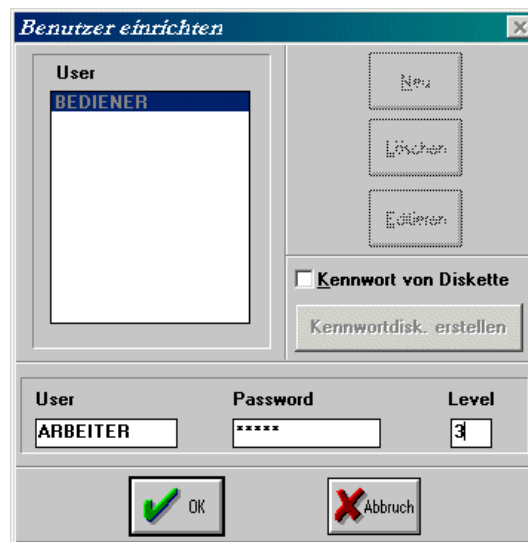 Benutzer einrichten
User
BEDIENER
Neu
Löschen
Editieren
Kennwort von Diskette
Kennwortdisk. erstellen
User Password Level
ARBEITER ***** 3
OK Abbruch